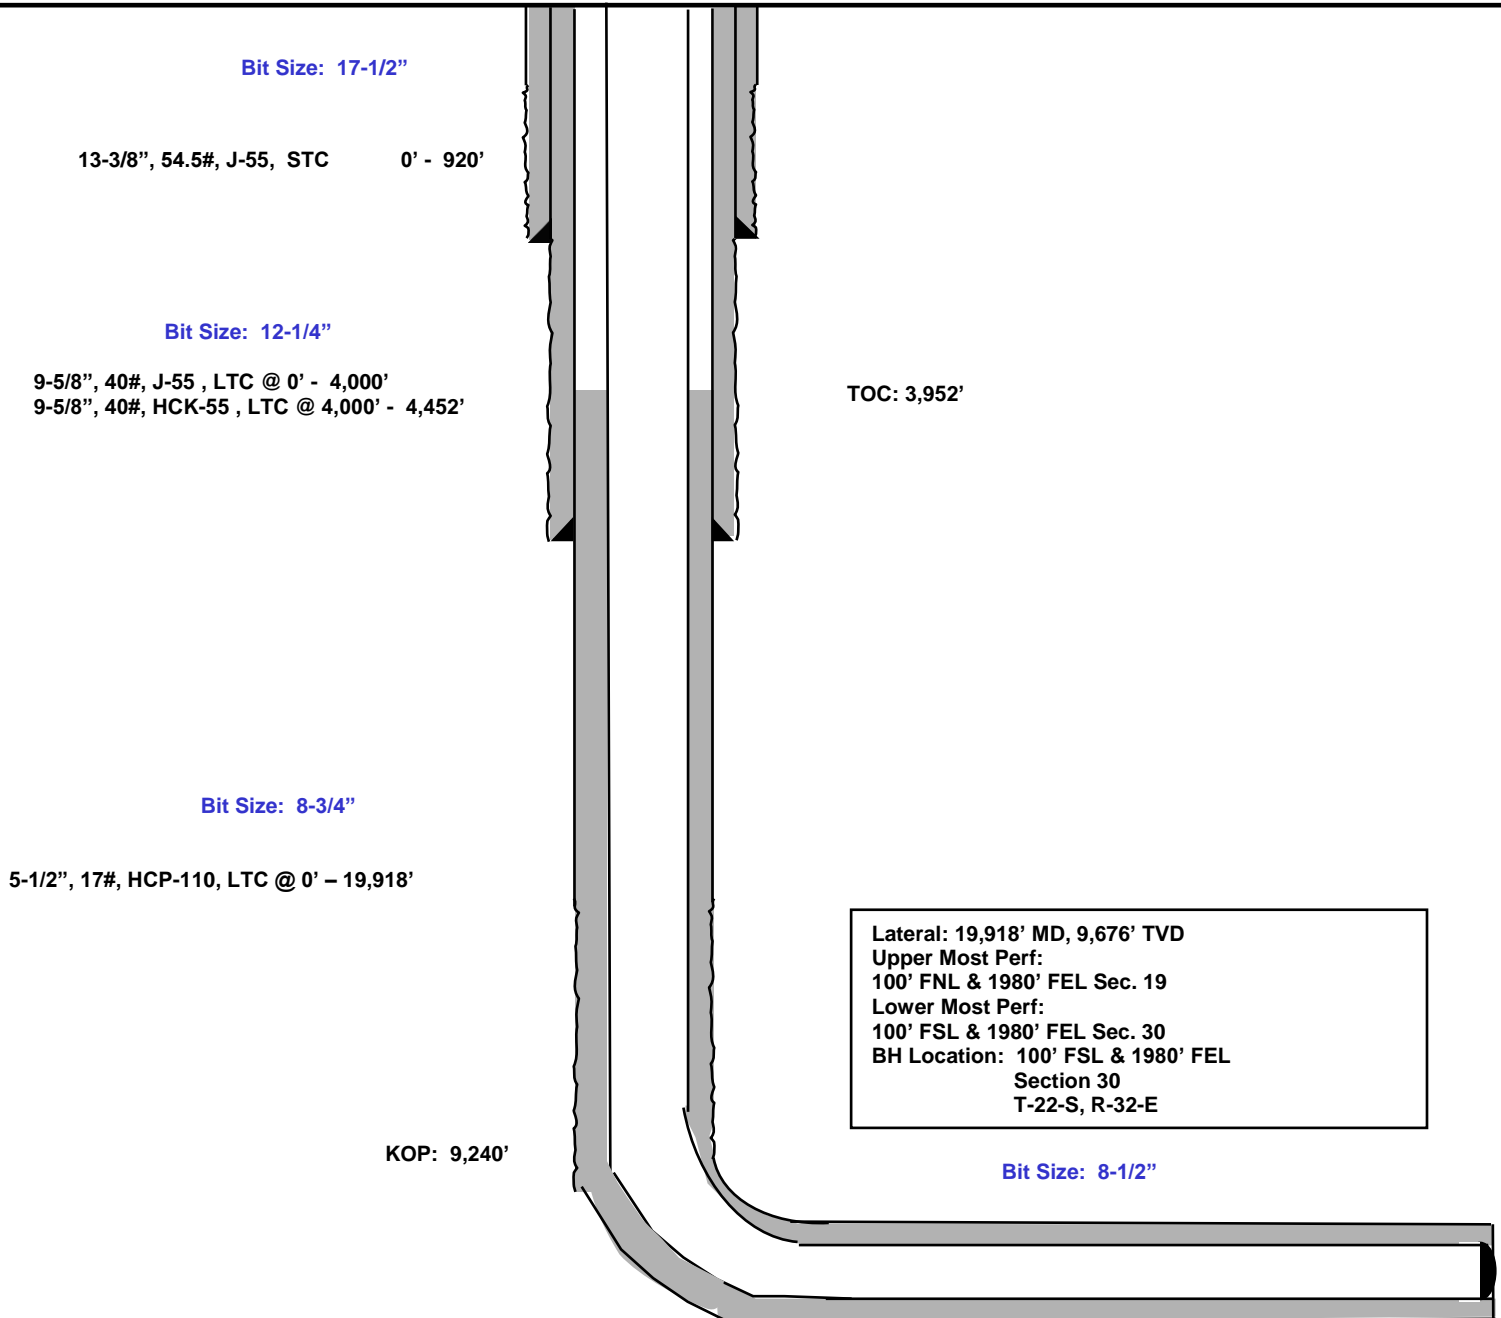 Bit Size:  17-1/2”
13-3/8”, 54.5#, J-55,  STC            0’ -  920’
Bit Size:  12-1/4”
9-5/8”, 40#, J-55 , LTC @ 0’ -  4,000’
9-5/8”, 40#, HCK-55 , LTC @ 4,000’ -  4,452’
TOC: 3,952’
Bit Size:  8-3/4”
5-1/2”, 17#, HCP-110, LTC @ 0’ – 19,918’
Lateral: 19,918’ MD, 9,676’ TVD
Upper Most Perf:
100’ FNL & 1980’ FEL Sec. 19
Lower Most Perf:
100’ FSL & 1980’ FEL Sec. 30
BH Location:  100’ FSL & 1980’ FEL
Section 30
T-22-S, R-32-E
KOP:  9,240’
Bit Size:  8-1/2”